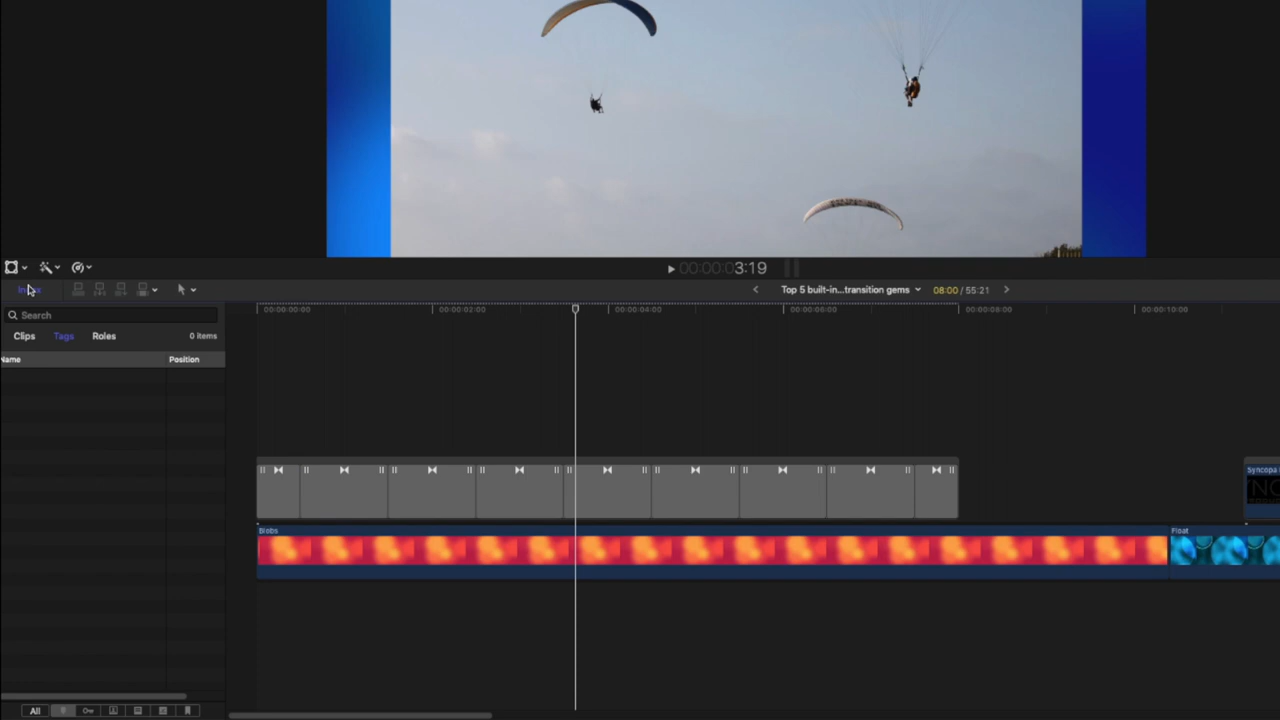 00:00:03:19
Index
Top 5 built-in...transition gems
08:00 / 55:21
Search
Clips Tags Roles 0 items
Name Position
00:00:00:00 00:00:02:00 00:00:04:00 00:00:06:00 00:00:08:00 00:00:10:00
Syncopa
Blobs
Float
All